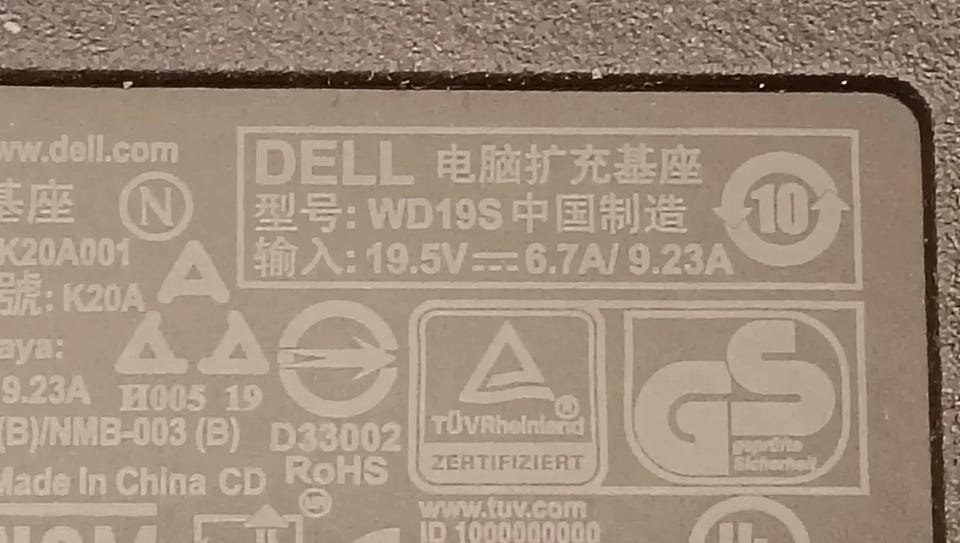 www.dell.com
DELL 电脑扩充基座
基座 N
型号: WD19S 中国制造
10
K20A001
输入: 19.5V⎓6.7A/ 9.23A
號: K20A
aya:
9.23A
H005 19
(B)/NMB-003 (B)
D33002
RoHS
TÜVRheinland
ZERTIFIZIERT
GS
geprüfte
Sicherheit
Made In China CD
www.tuv.com
ID 1000000000